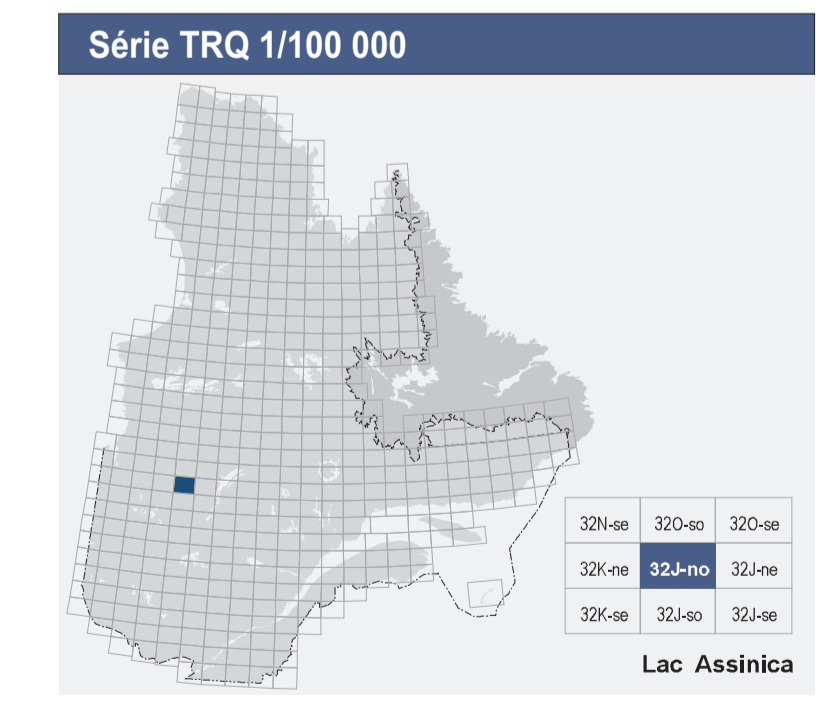 Série TRQ 1/100 000
32N-se 32O-so 32O-se
32K-ne 32J-no 32J-ne
32K-se 32J-so 32J-se
Lac Assinica